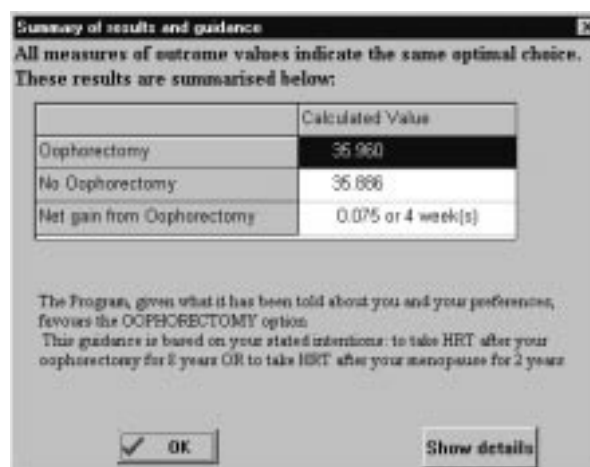 Summary of results and guidance
All measures of outcome values indicate the same optimal choice.
These results are summarised below:
Calculated Value
Oophorectomy 35.960
No Oophorectomy 35.886
Net gain from Oophorectomy 0.075 or 4 week(s)
The Program, given what it has been told about you and your preferences,
favours the OOPHORECTOMY option
This guidance is based on your stated intentions: to take HRT after your
oophorectomy for 8 years OR to take HRT after your menopause for 2 years
OK
Show details